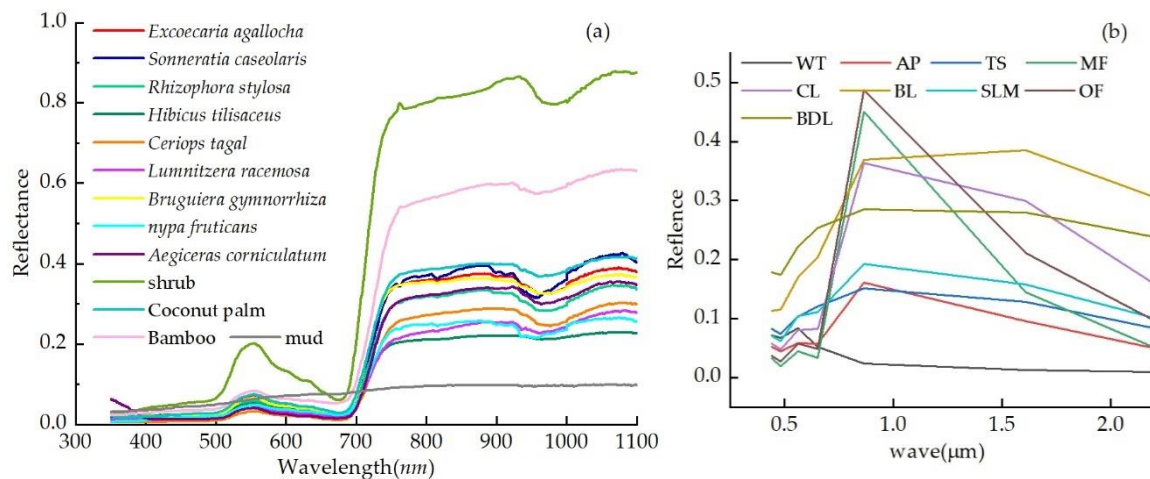 1.0
0.8
0.6
0.4
0.2
0.0
Reflectance
Excoecaria agallocha
Sonneratia caseolaris
Rhizophora stylosa
Hibicus tilisaceus
Ceriops tagal
Lumnitzera racemosa
Bruguiera gymnorrhiza
nypa fruticans
Aegiceras corniculatum
shrub
Coconut palm
Bamboo mud
(a)
300 400 500 600 700 800 900 1000 1100
Wavelength(nm)
(b)
WT AP TS MF
CL BL SLM OF
BDL
0.5
0.4
0.3
0.2
0.1
0.0
Reflence
0.5 1.0 1.5 2.0
wave(μm)